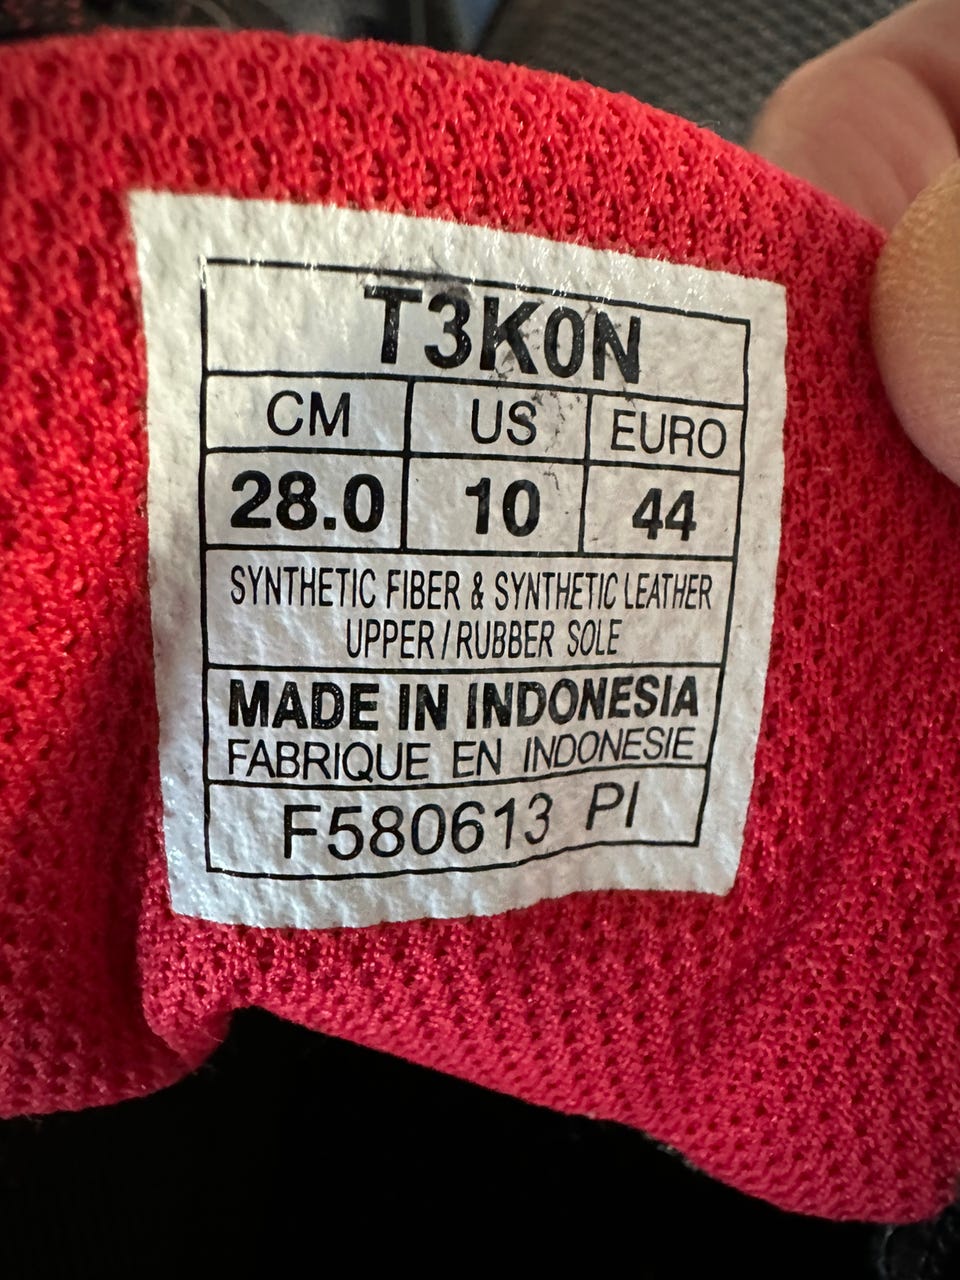 T3K0N
CM US EURO
28.0 10 44
SYNTHETIC FIBER & SYNTHETIC LEATHER
UPPER / RUBBER SOLE
MADE IN INDONESIA
FABRIQUE EN INDONESIE
F580613 PI